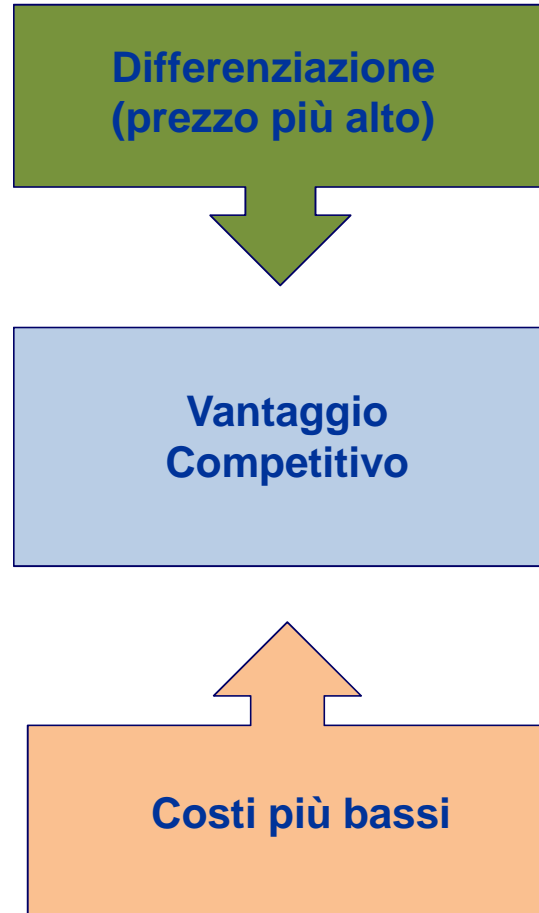 Differenziazione
(prezzo più alto)
Vantaggio
Competitivo
Costi più bassi